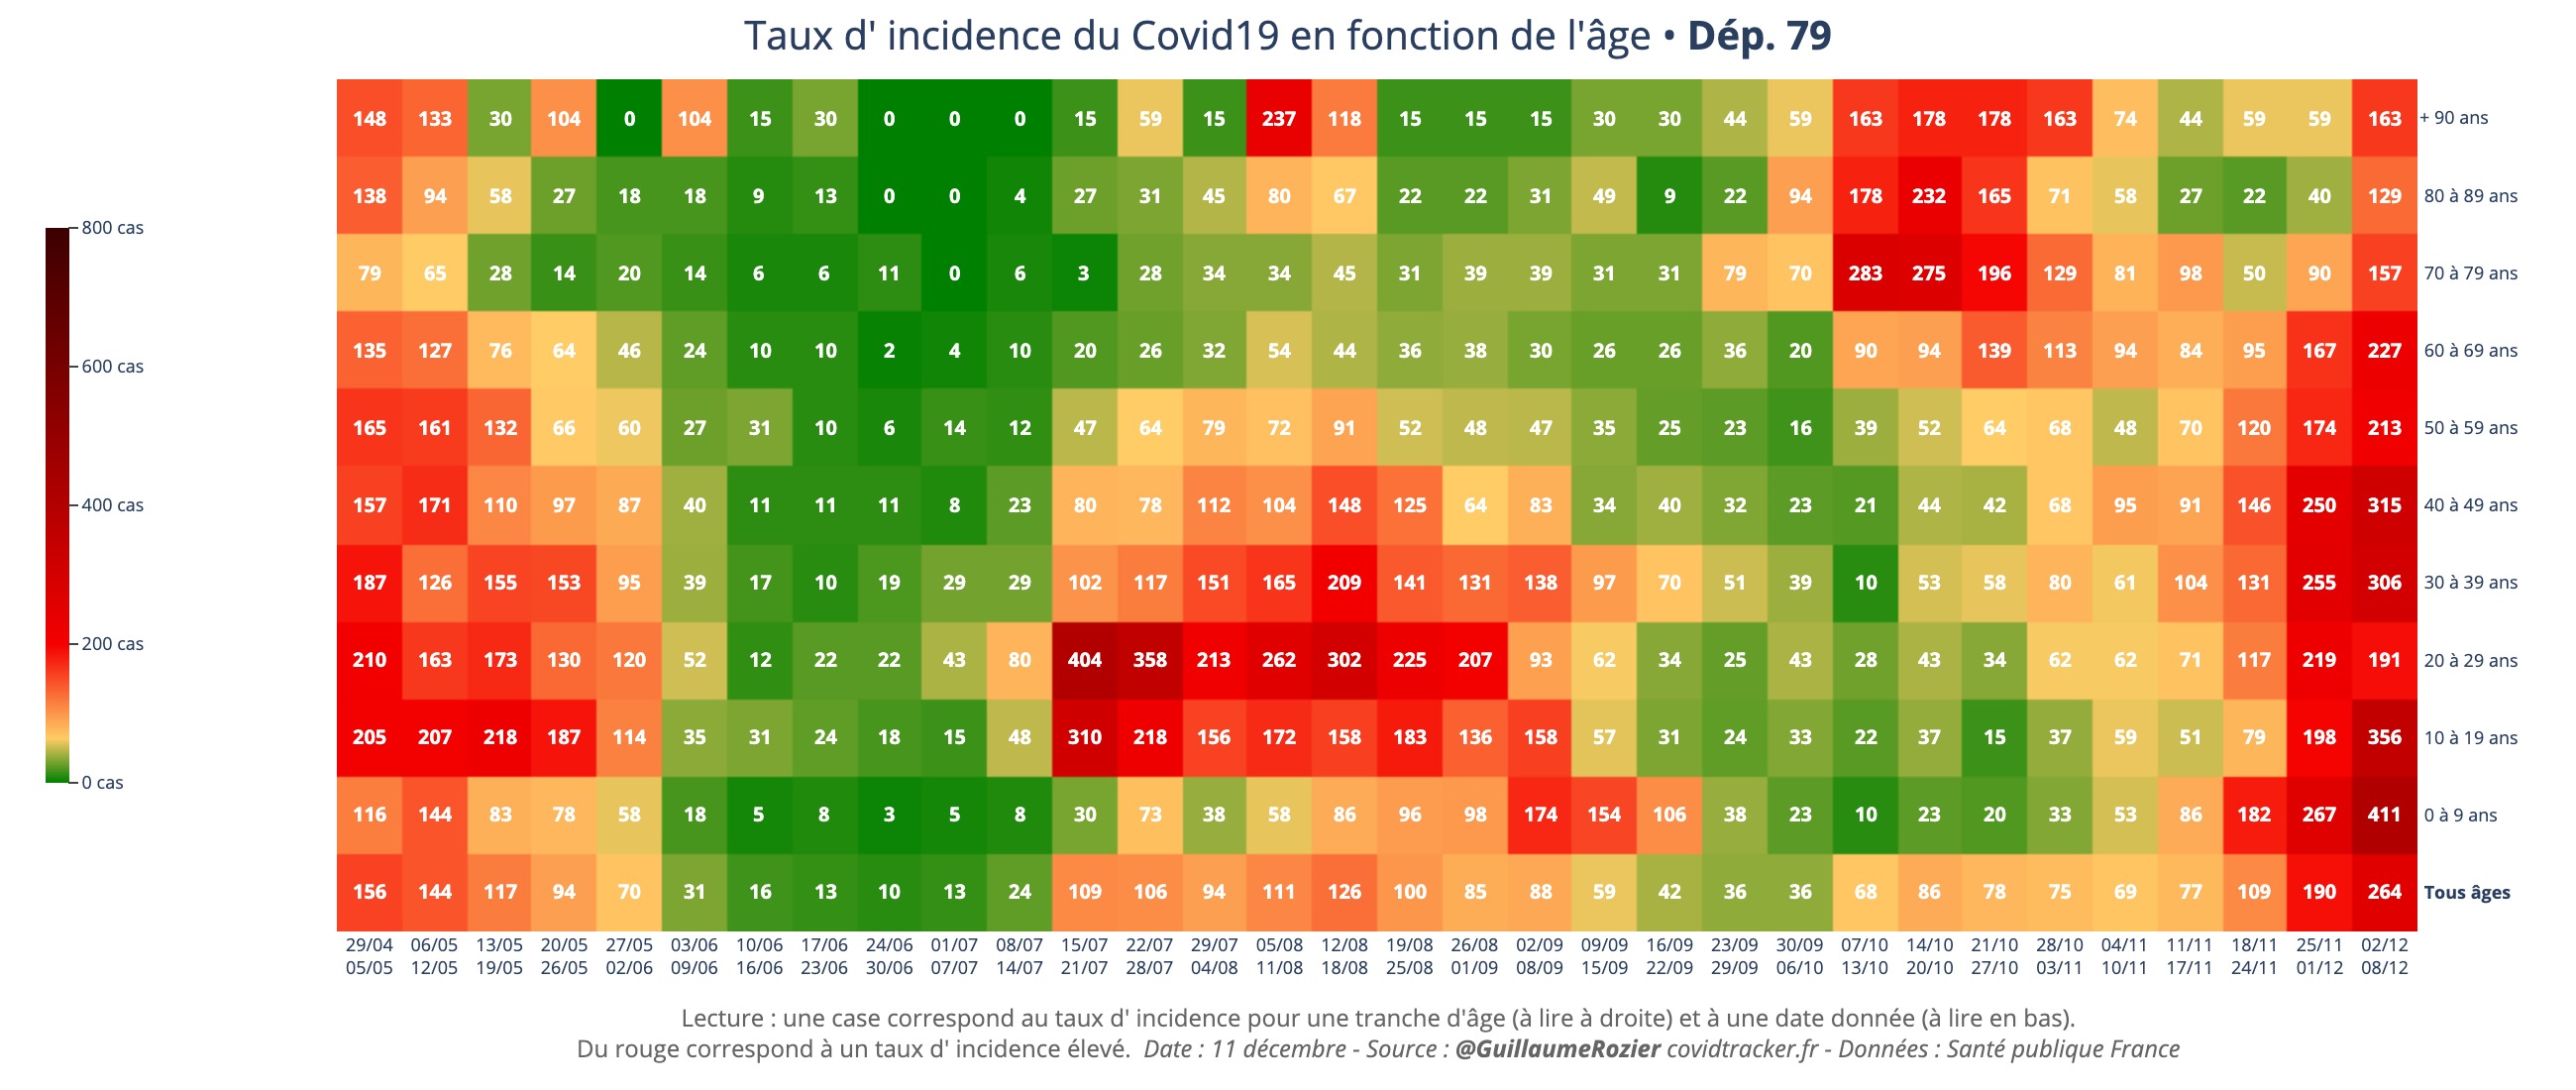 Taux d' incidence du Covid19 en fonction de l'âge • Dép. 79
148 133 30 104 0 104 15 30 0 0 0 15 59 15 237 118 15 15 15 30 30 44 59 163 178 178 163 74 44 59 59 163 + 90 ans
138 94 58 27 18 18 9 13 0 0 4 27 31 45 80 67 22 22 31 49 9 22 94 178 232 165 71 58 27 22 40 129 80 à 89 ans
800 cas
79 65 28 14 20 14 6 6 11 0 6 3 28 34 34 45 31 39 39 31 31 79 70 283 275 196 129 81 98 50 90 157 70 à 79 ans
135 127 76 64 46 24 10 10 2 4 10 20 26 32 54 44 36 38 30 26 26 36 20 90 94 139 113 94 84 95 167 227 60 à 69 ans
600 cas
165 161 132 66 60 27 31 10 6 14 12 47 64 79 72 91 52 48 47 35 25 23 16 39 52 64 68 48 70 120 174 213 50 à 59 ans
400 cas
157 171 110 97 87 40 11 11 11 8 23 80 78 112 104 148 125 64 83 34 40 32 23 21 44 42 68 95 91 146 250 315 40 à 49 ans
187 126 155 153 95 39 17 10 19 29 29 102 117 151 165 209 141 131 138 97 70 51 39 10 53 58 80 61 104 131 255 306 30 à 39 ans
200 cas
210 163 173 130 120 52 12 22 22 43 80 404 358 213 262 302 225 207 93 62 34 25 43 28 43 34 62 62 71 117 219 191 20 à 29 ans
205 207 218 187 114 35 31 24 18 15 48 310 218 156 172 158 183 136 158 57 31 24 33 22 37 15 37 59 51 79 198 356 10 à 19 ans
0 cas
116 144 83 78 58 18 5 8 3 5 8 30 73 38 58 86 96 98 174 154 106 38 23 10 23 20 33 53 86 182 267 411 0 à 9 ans
156 144 117 94 70 31 16 13 10 13 24 109 106 94 111 126 100 85 88 59 42 36 36 68 86 78 75 69 77 109 190 264 Tous âges
29/04 06/05 13/05 20/05 27/05 03/06 10/06 17/06 24/06 01/07 08/07 15/07 22/07 29/07 05/08 12/08 19/08 26/08 02/09 09/09 16/09 23/09 30/09 07/10 14/10 21/10 28/10 04/11 11/11 18/11 25/11 02/12
05/05 12/05 19/05 26/05 02/06 09/06 16/06 23/06 30/06 07/07 14/07 21/07 28/07 04/08 11/08 18/08 25/08 01/09 08/09 15/09 22/09 29/09 06/10 13/10 20/10 27/10 03/11 10/11 17/11 24/11 01/12 08/12
Lecture : une case correspond au taux d' incidence pour une tranche d'âge (à lire à droite) et à une date donnée (à lire en bas).
Du rouge correspond à un taux d' incidence élevé. Date : 11 décembre - Source : @GuillaumeRozier covidtracker.fr - Données : Santé publique France